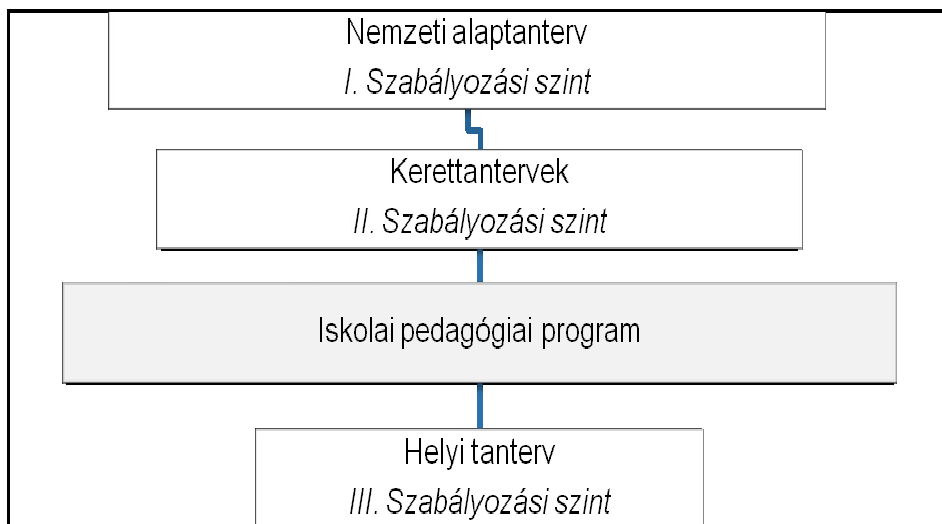 Nemzeti alaptanterv
I. Szabályozási szint
Kerettantervek
II. Szabályozási szint
Iskolai pedagógiai program
Helyi tanterv
III. Szabályozási szint